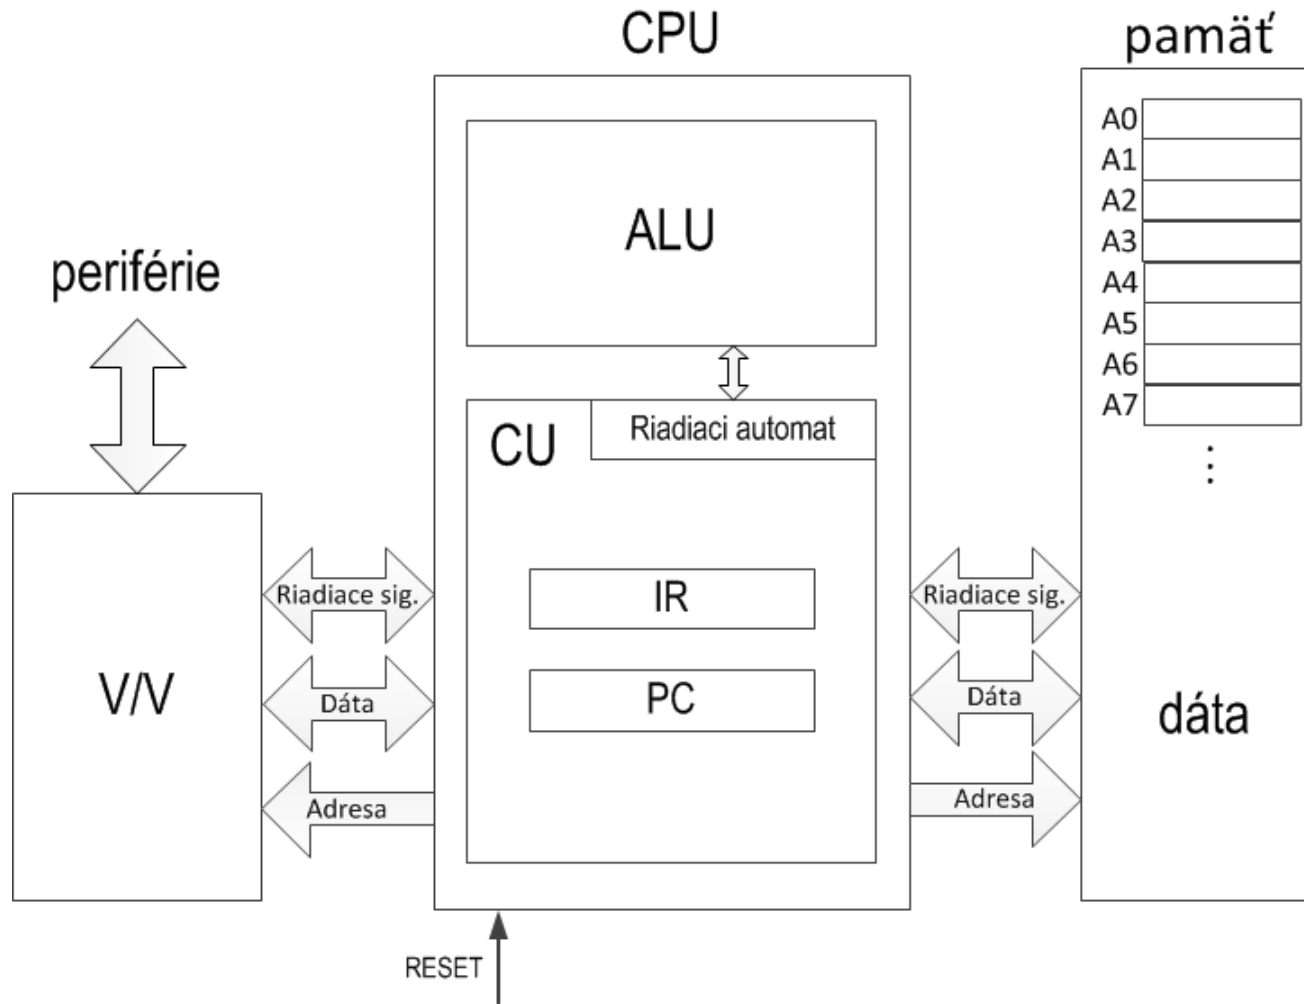 CPU
pamäť
A0
A1
A2
A3
A4
A5
A6
A7
⋮
dáta
ALU
Riadiaci automat
CU
IR
PC
periférie
V/V
Riadiace sig.
Dáta
Adresa
Riadiace sig.
Dáta
Adresa
RESET